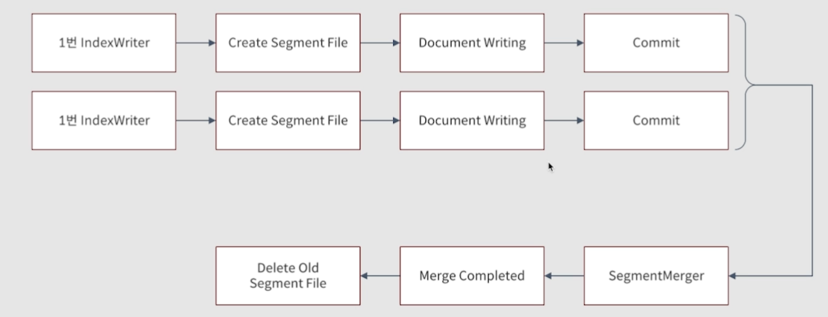 1번 IndexWriter
Create Segment File
Document Writing
Commit
1번 IndexWriter
Create Segment File
Document Writing
Commit
Delete Old
Segment File
Merge Completed
SegmentMerger